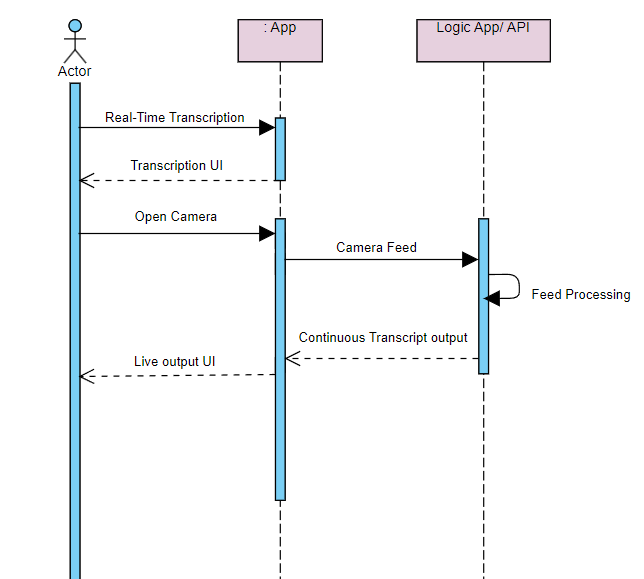 : App
Logic App/ API
Actor
Real-Time Transcription
Transcription UI
Open Camera
Camera Feed
Feed Processing
Continuous Transcript output
Live output UI